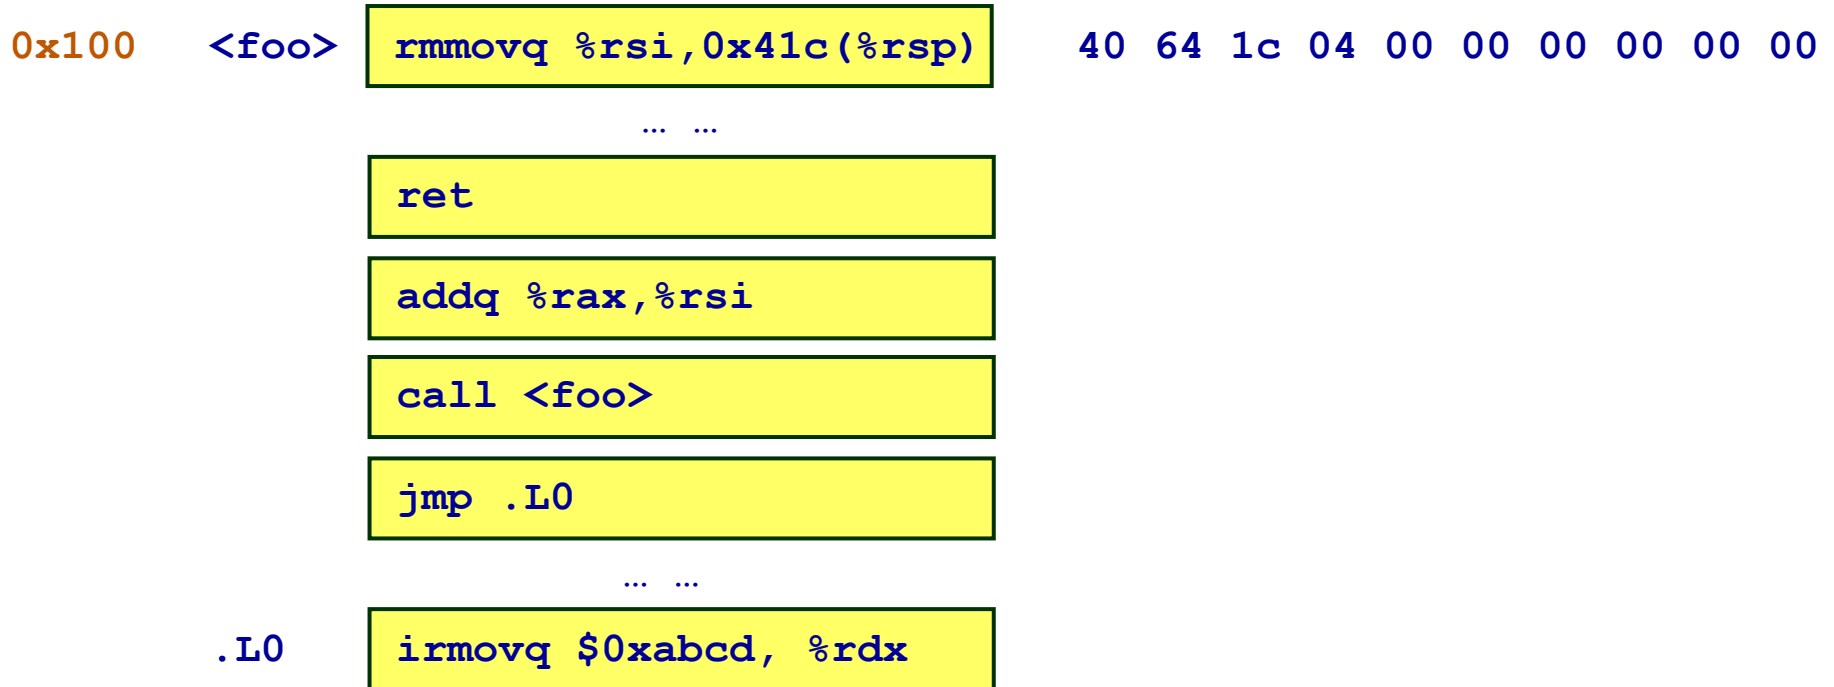 0x100 <foo> rmmovq %rsi,0x41c(%rsp) 40 64 1c 04 00 00 00 00 00 00
… …
ret
addq %rax,%rsi
call <foo>
jmp .L0
… …
.L0 irmovq $0xabcd, %rdx